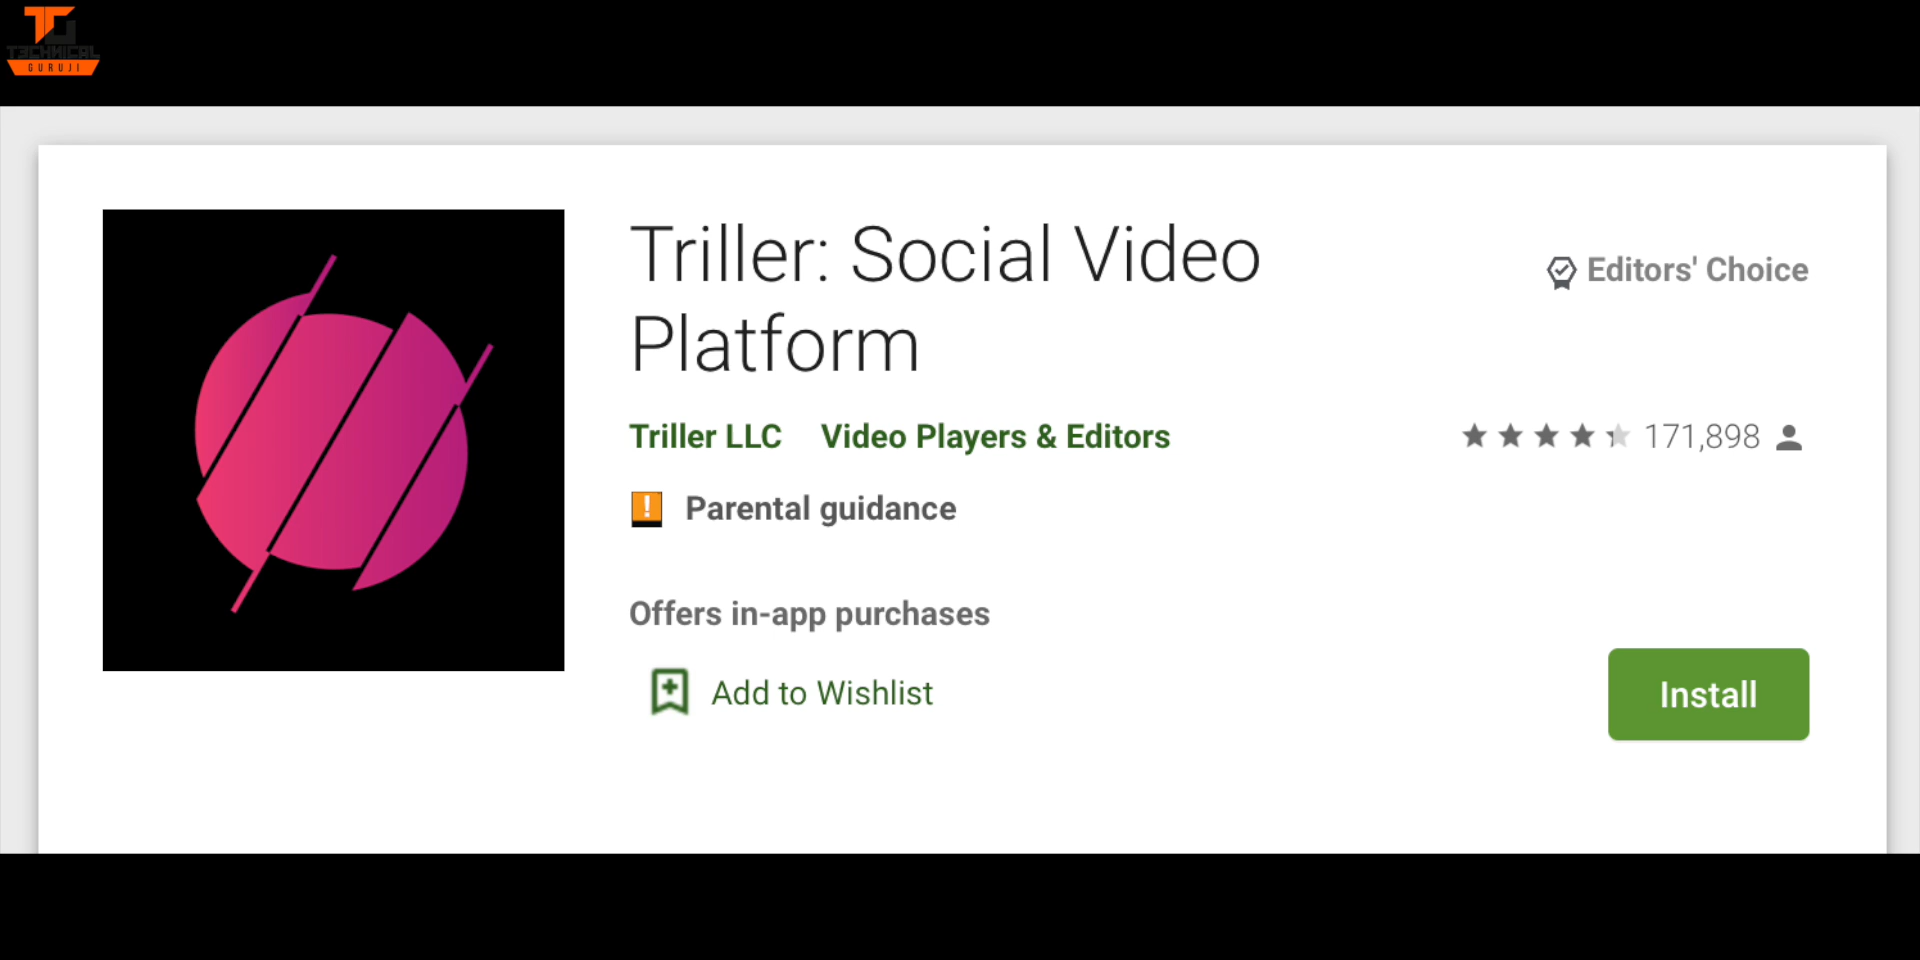 TECHNICAL
GURUJI
Triller: Social Video
Platform
Editors' Choice
Triller LLC Video Players & Editors
171,898
Parental guidance
Offers in-app purchases
Add to Wishlist
Install